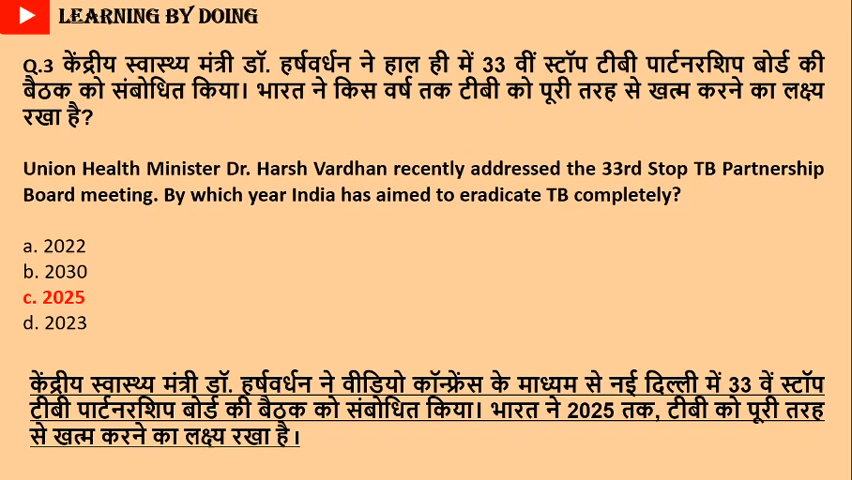 LEARNING BY DOING
Q.3 केंद्रीय स्वास्थ्य मंत्री डॉ. हर्षवर्धन ने हाल ही में 33 वीं स्टॉप टीबी पार्टनरशिप बोर्ड की
बैठक को संबोधित किया। भारत ने किस वर्ष तक टीबी को पूरी तरह से खत्म करने का लक्ष्य
रखा है?
Union Health Minister Dr. Harsh Vardhan recently addressed the 33rd Stop TB Partnership
Board meeting. By which year India has aimed to eradicate TB completely?
a. 2022
b. 2030
c. 2025
d. 2023
केंद्रीय स्वास्थ्य मंत्री डॉ. हर्षवर्धन ने वीडियो कॉन्फ्रेंस के माध्यम से नई दिल्ली में 33 वें स्टॉप
टीबी पार्टनरशिप बोर्ड की बैठक को संबोधित किया। भारत ने 2025 तक, टीबी को पूरी तरह
से खत्म करने का लक्ष्य रखा है।